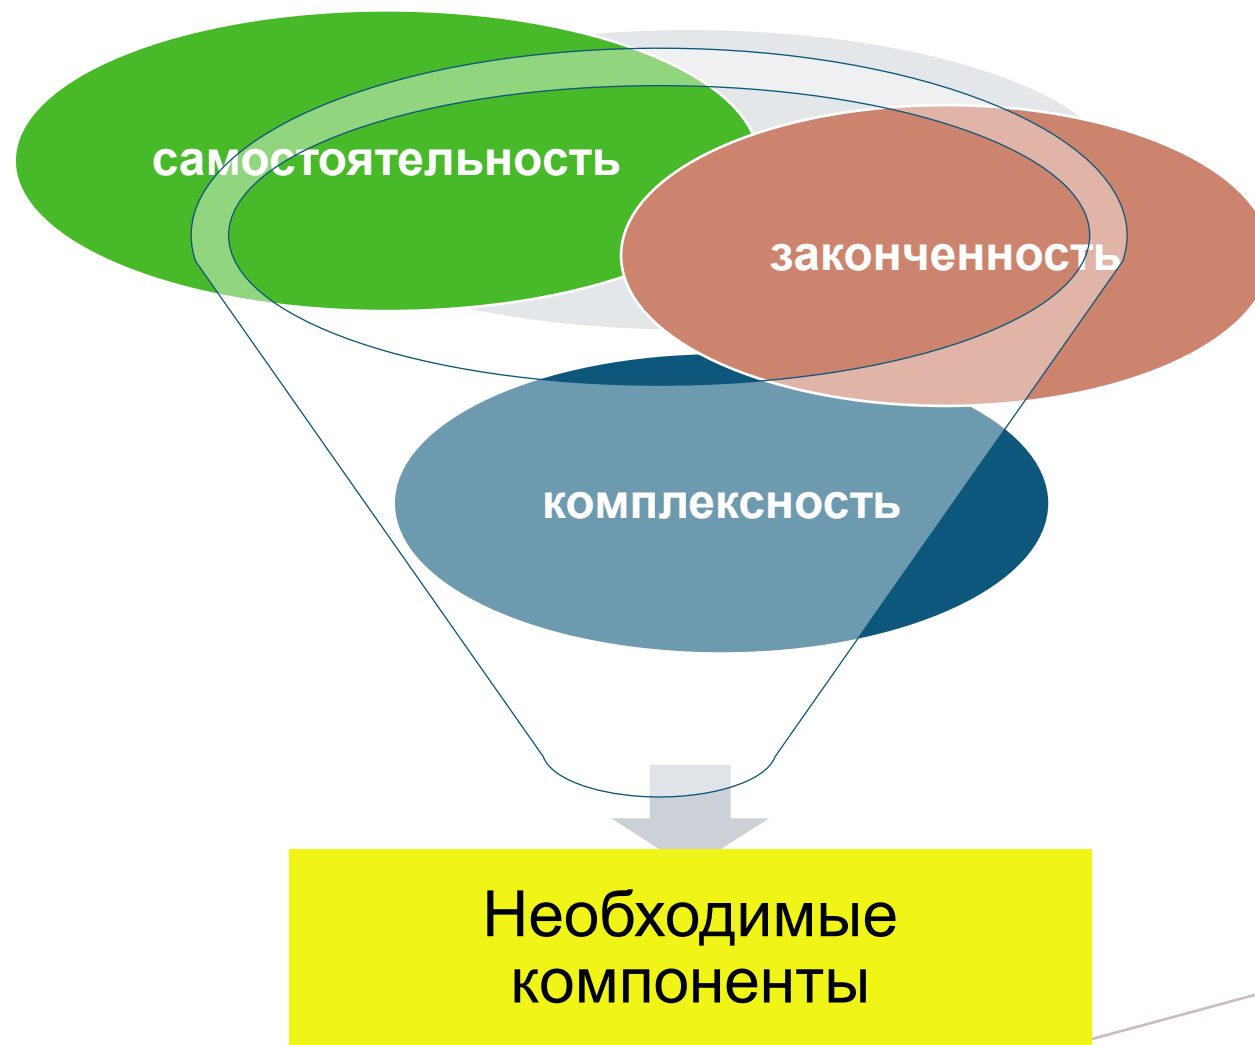 самостоятельность
законченность
комплексность
Необходимые
компоненты